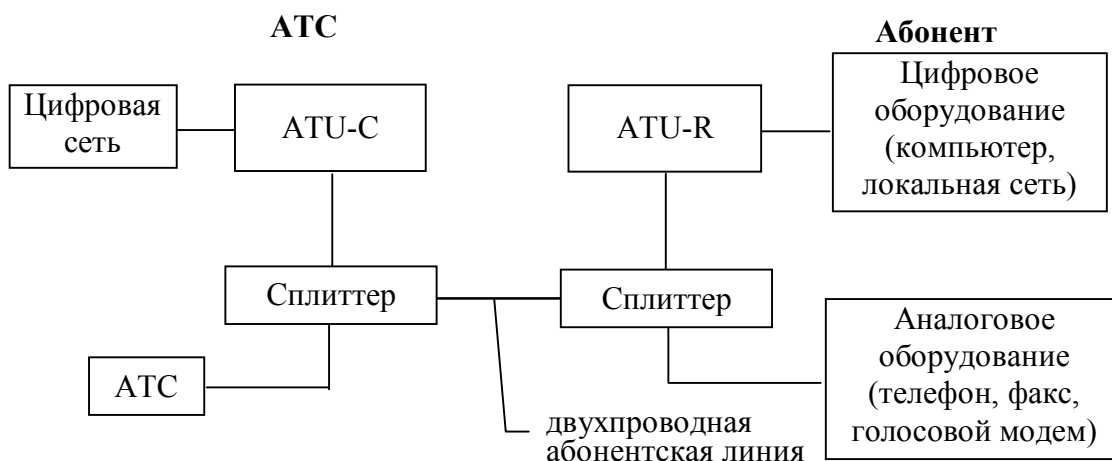 АТС
Абонент
Цифровая
сеть
ATU-C
ATU-R
Цифровое
оборудование
(компьютер,
локальная сеть)
Сплиттер
Сплиттер
АТС
Аналоговое
оборудование
(телефон, факс,
голосовой модем)
двухпроводная
абонентская линия